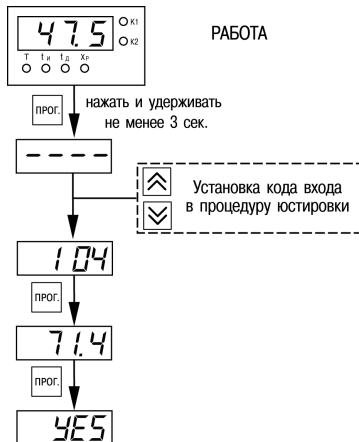 47.5
K1
K2
T tи tд Xp
РАБОТА
ПРОГ.
нажать и удерживать
не менее 3 сек.
----
Установка кода входа
в процедуру юстировки
104
ПРОГ.
71.4
ПРОГ.
YES